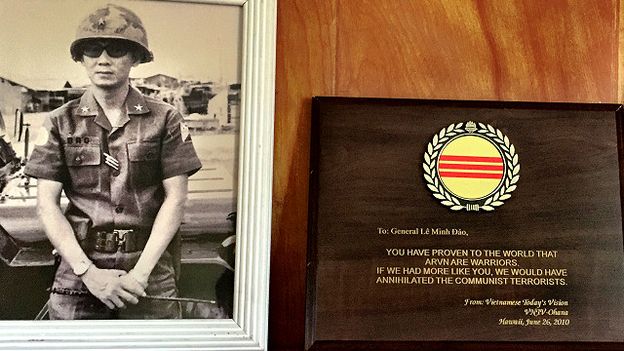 ĐẢO
To: General Lê Minh Đảo,
YOU HAVE PROVEN TO THE WORLD THAT
ARVN ARE WARRIORS.
IF WE HAD MORE LIKE YOU, WE WOULD HAVE
ANNIHILATED THE COMMUNIST TERRORISTS.
From: Vietnamese Today's Vision
VNTV-Ohana
Hawaii, June 26, 2010